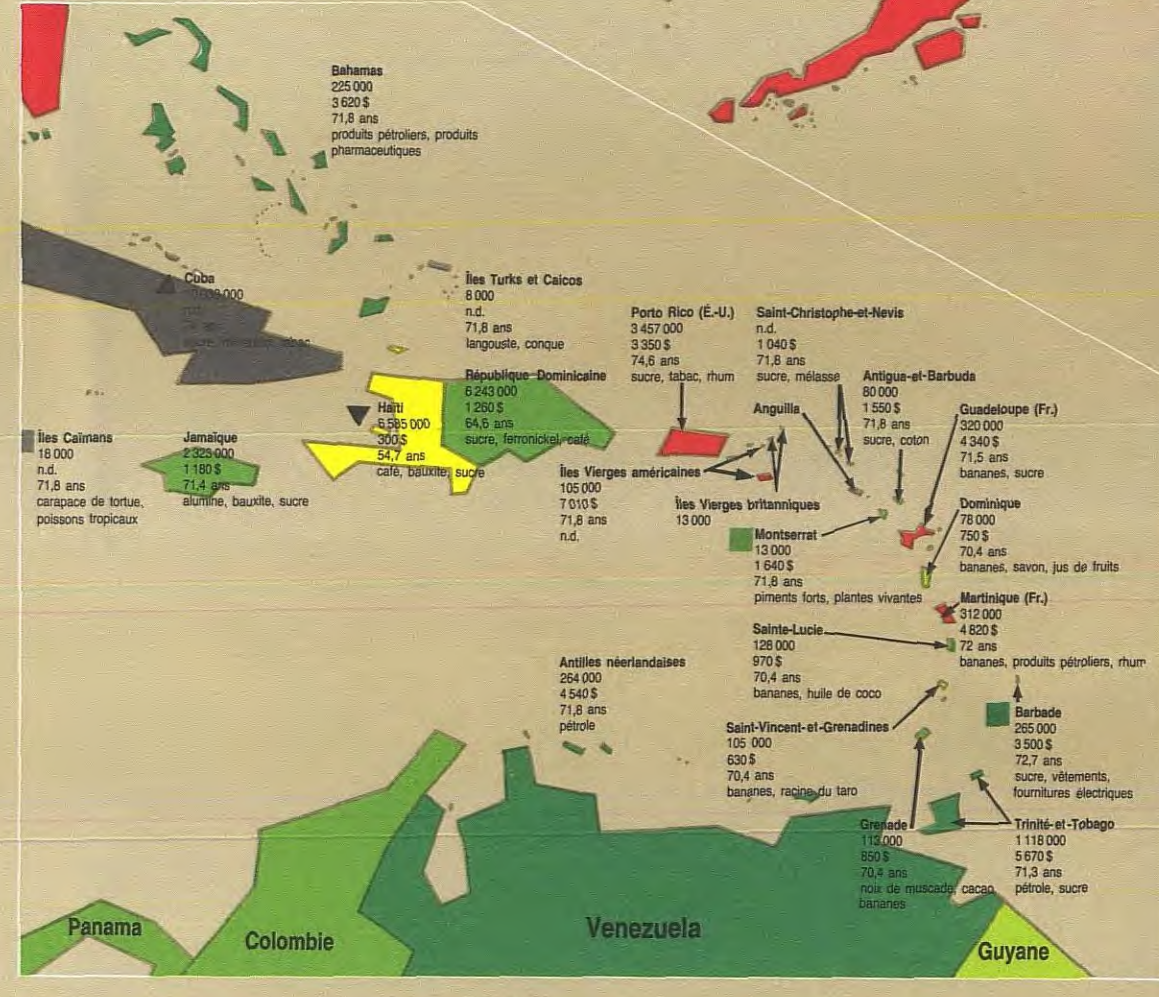 Bahamas
225 000
3 620 $
71,8 ans
produits pétroliers, produits
pharmaceutiques
Cuba
n.d.
Îles Turks et Caicos
8 000
n.d.
71,8 ans
langouste, conque
Porto Rico (É.-U.)
3 457 000
3 350 $
74,6 ans
sucre, tabac, rhum
Saint-Christophe-et-Nevis
n.d.
1 040 $
71,8 ans
sucre, mélasse
Antigua-et-Barbuda
80 000
1 550 $
71,8 ans
sucre, coton
Anguilla
Guadeloupe (Fr.)
320 000
4 340 $
71,5 ans
bananes, sucre
République Dominicaine
6 243 000
1 260 $
64,6 ans
sucre, ferronickel, café
Haïti
6 585 000
300 $
54,7 ans
café, bauxite, sucre
Îles Caïmans
18 000
n.d.
71,8 ans
carapace de tortue,
poissons tropicaux
Jamaïque
2 323 000
1 180 $
71,4 ans
alumine, bauxite, sucre
Îles Vierges américaines
105 000
7 010 $
71,8 ans
n.d.
Îles Vierges britanniques
13 000
Montserrat
13 000
1 640 $
71,8 ans
piments forts, plantes vivantes
Dominique
78 000
750 $
70,4 ans
bananes, savon, jus de fruits
Martinique (Fr.)
312 000
4 820 $
72 ans
bananes, produits pétroliers, rhum
Sainte-Lucie
128 000
970 $
70,4 ans
bananes, huile de coco
Antilles néerlandaises
264 000
4 540 $
71,8 ans
pétrole
Saint-Vincent-et-Grenadines
105 000
630 $
70,4 ans
bananes, racine du taro
Barbade
265 000
3 500 $
72,7 ans
sucre, vêtements,
fournitures électriques
Grenade
113 000
850 $
70,4 ans
noix de muscade, cacao
bananes
Trinité-et-Tobago
1 118 000
5 670 $
71,3 ans
pétrole, sucre
Panama
Colombie
Venezuela
Guyane